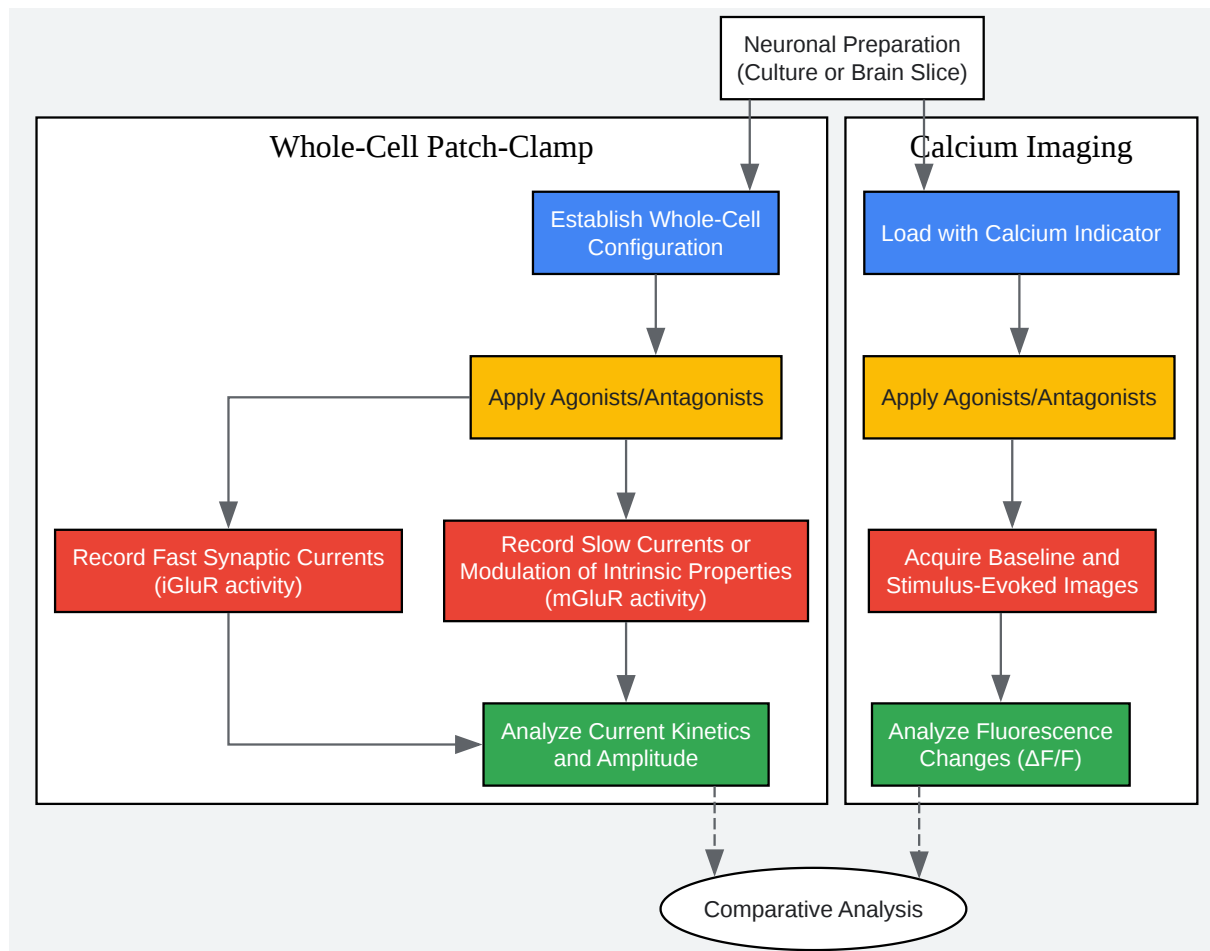 Neuronal Preparation
(Culture or Brain Slice)
Whole-Cell Patch-Clamp
Establish Whole-Cell
Configuration
Apply Agonists/Antagonists
Record Fast Synaptic Currents
(iGluR activity)
Record Slow Currents or
Modulation of Intrinsic Properties
(mGluR activity)
Analyze Current Kinetics
and Amplitude
Calcium Imaging
Load with Calcium Indicator
Apply Agonists/Antagonists
Acquire Baseline and
Stimulus-Evoked Images
Analyze Fluorescence
Changes (ΔF/F)
Comparative Analysis